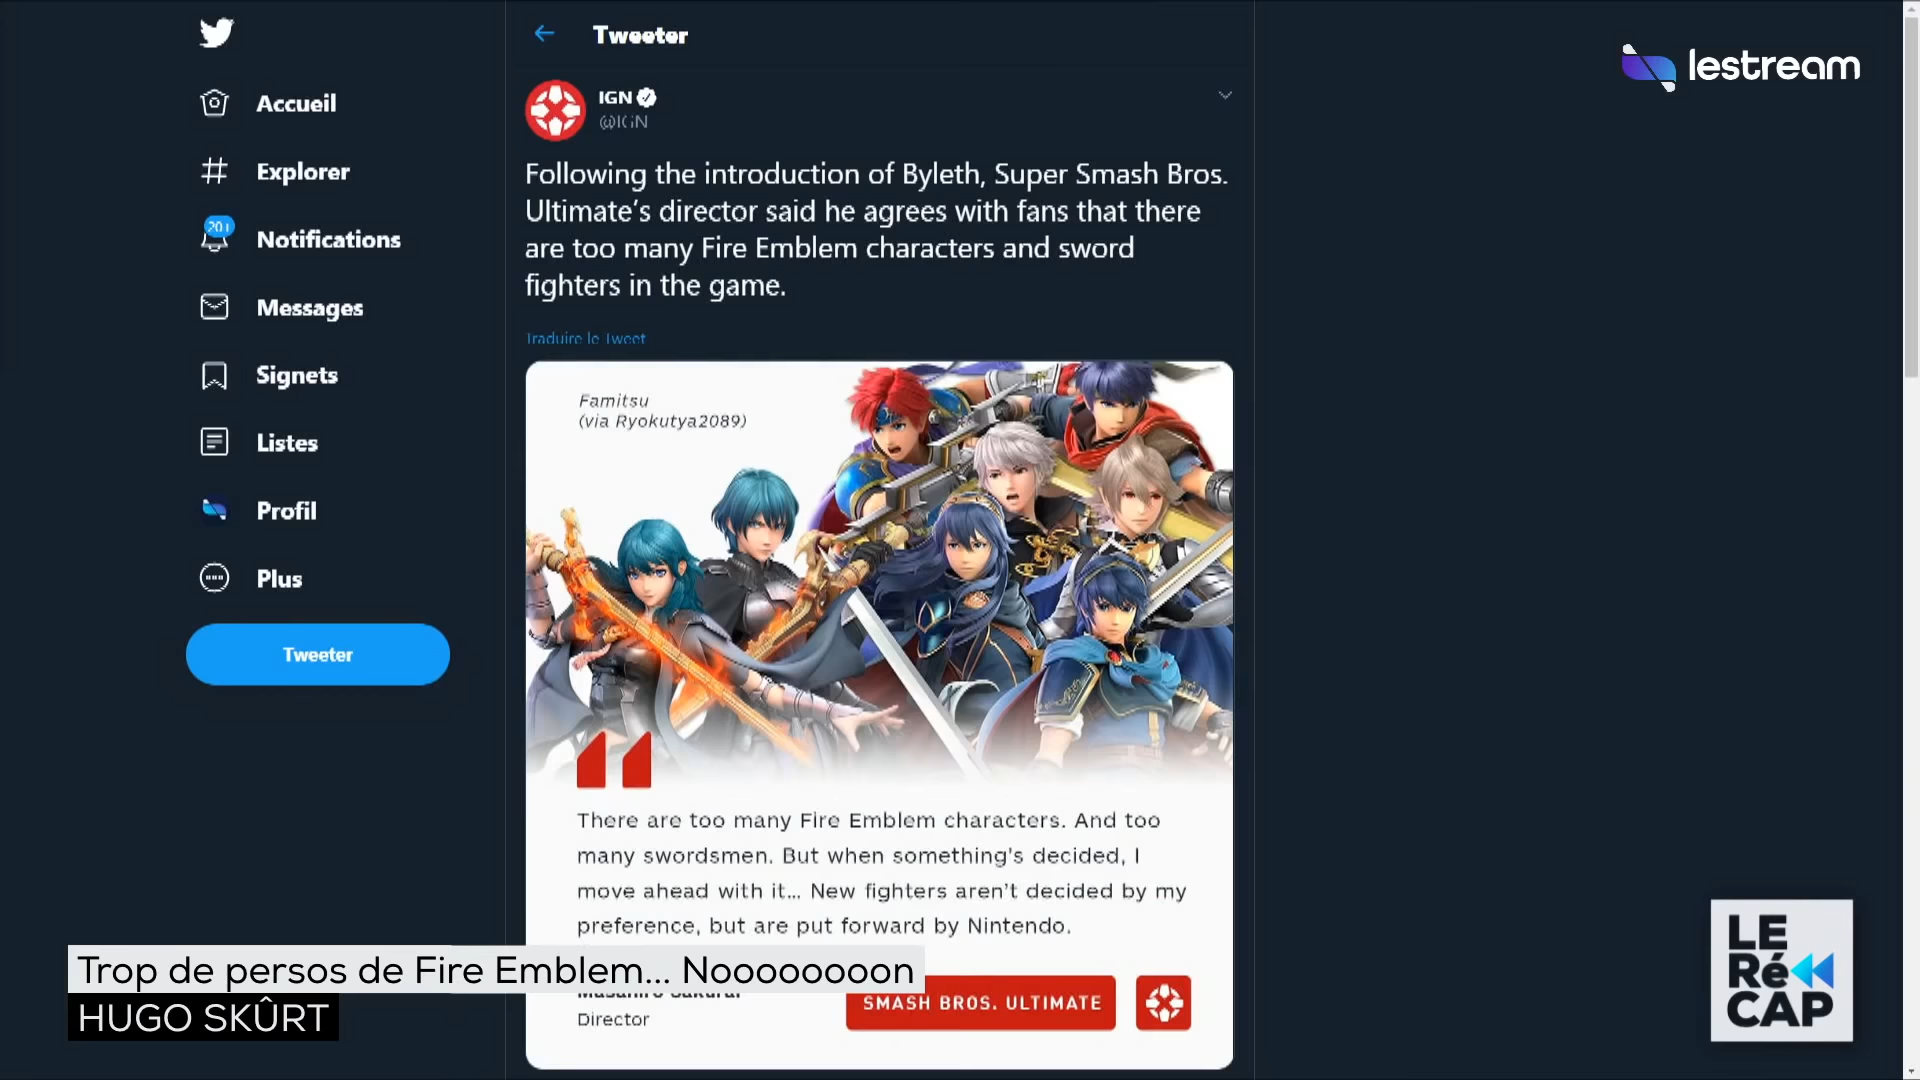 Tweeter
lestream
IGN
@IGN
Accueil
Explorer
20+
Notifications
Messages
Signets
Listes
Profil
Plus
Tweeter
Following the introduction of Byleth, Super Smash Bros.
Ultimate's director said he agrees with fans that there
are too many Fire Emblem characters and sword
fighters in the game.
Traduire le Tweet
Famitsu
(via Ryokutya2089)
There are too many Fire Emblem characters. And too
many swordsmen. But when something's decided, I
move ahead with it... New fighters aren't decided by my
preference, but are put forward by Nintendo.
Masahiro Sakurai
Director
SMASH BROS. ULTIMATE
Trop de persos de Fire Emblem... Nooooooooon
HUGO SKÛRT
LE
Ré
CAP